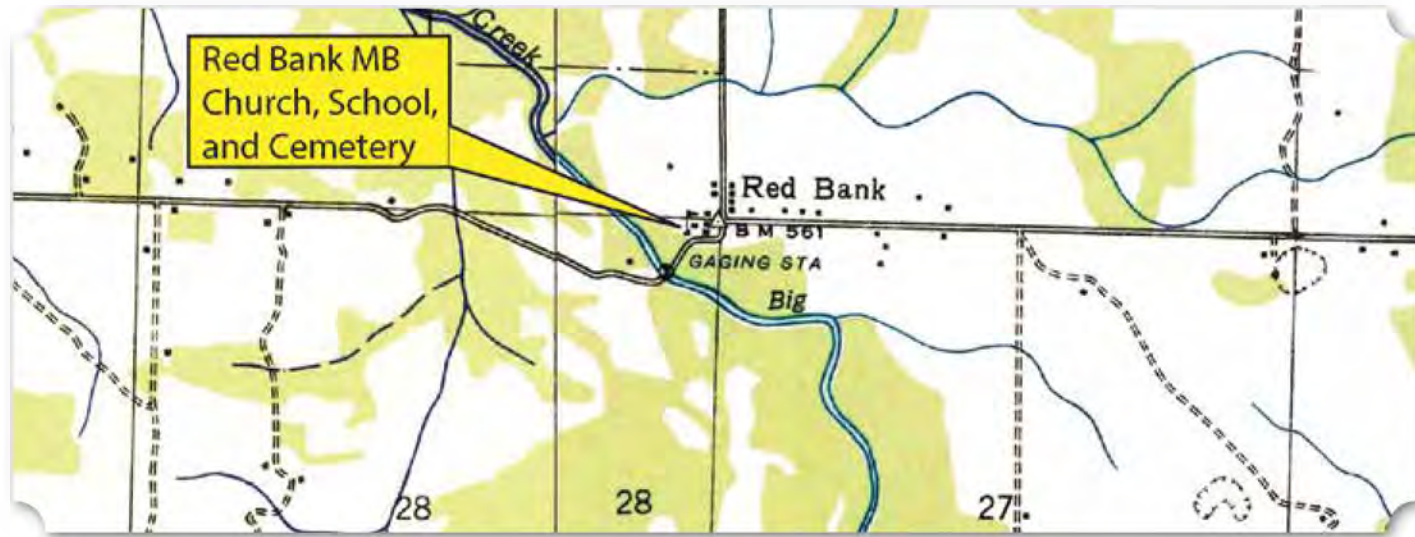 Creek
Red Bank MB
Church, School,
and Cemetery
Red Bank
B M 561
GAGING STA
Big
28
28
27